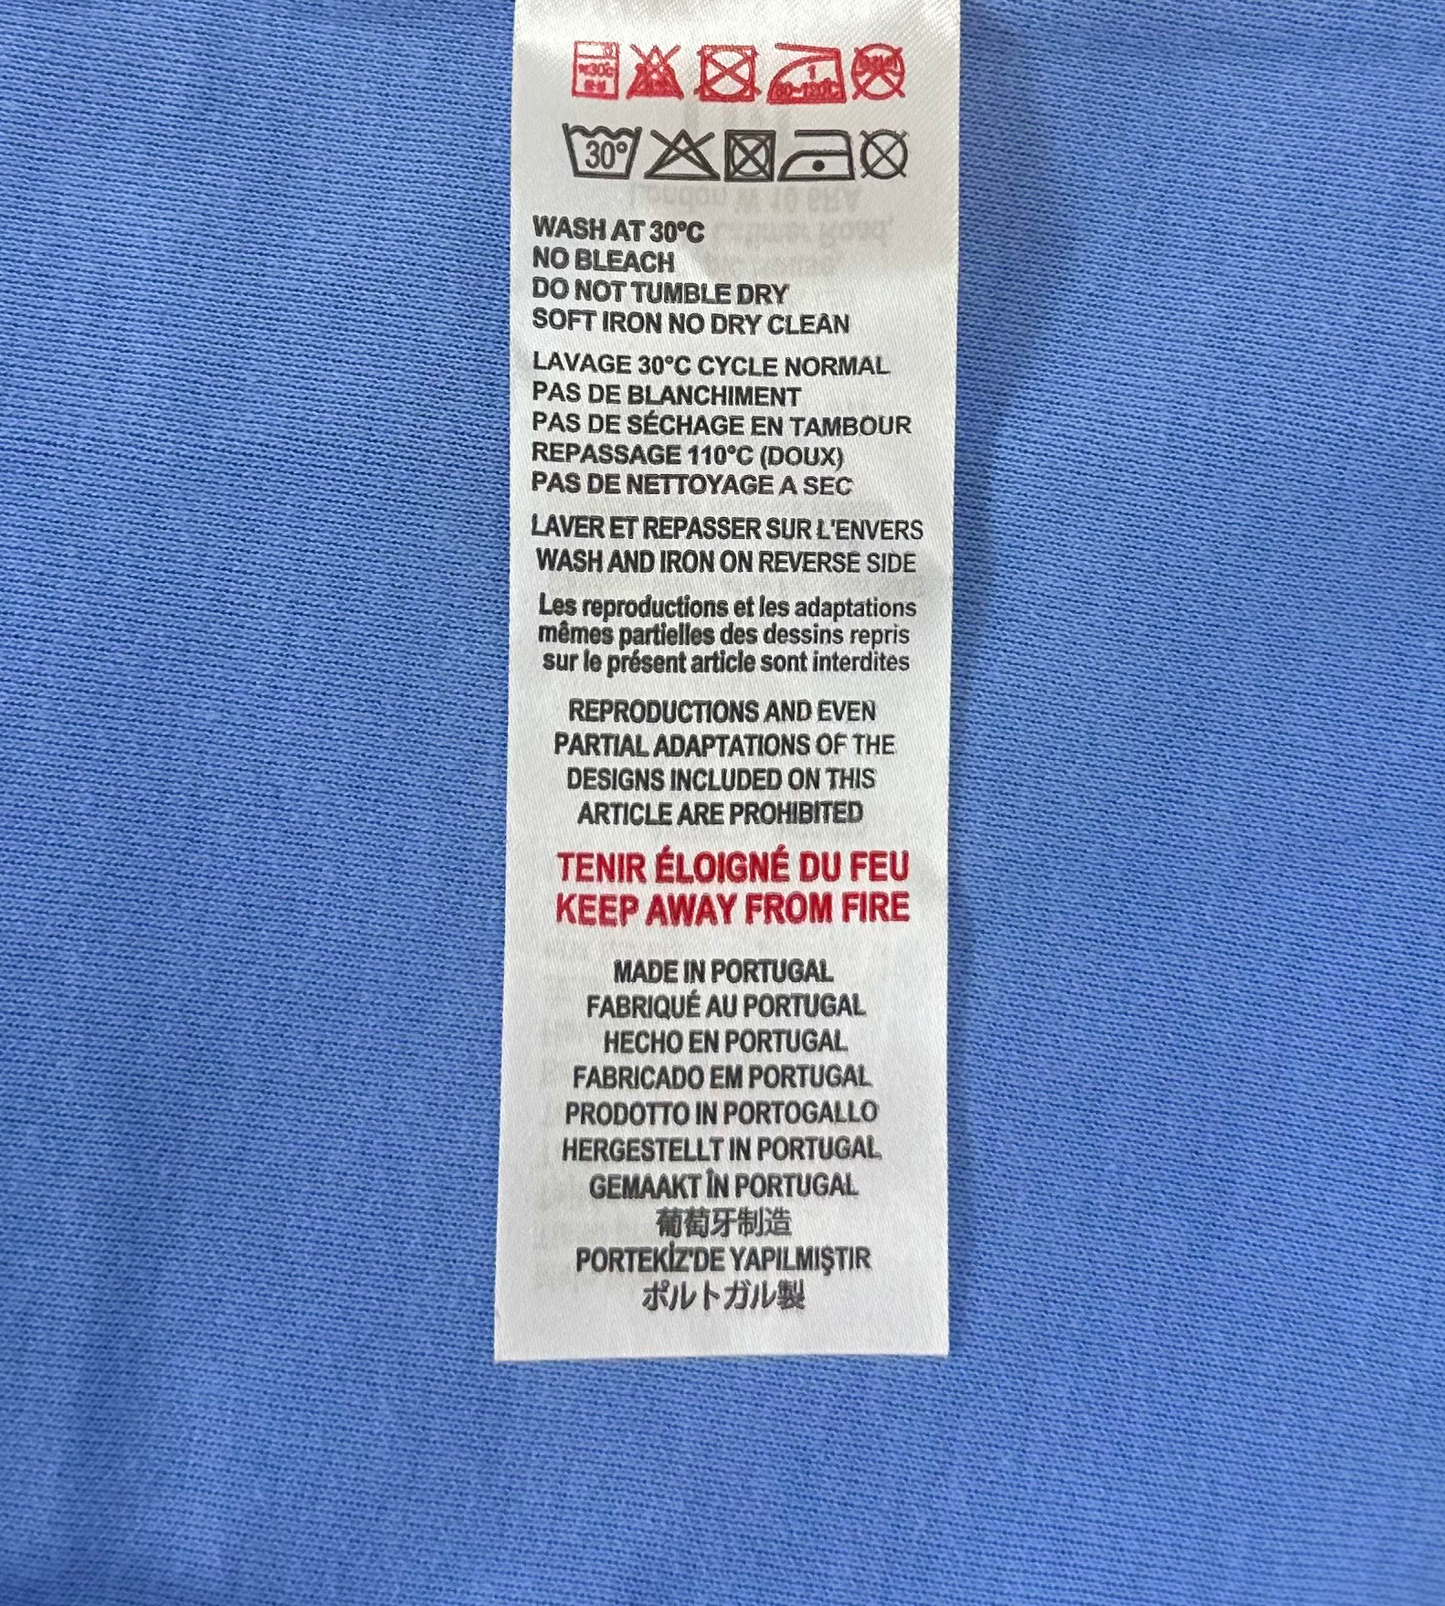 30°
WASH AT 30°C
NO BLEACH
DO NOT TUMBLE DRY
SOFT IRON NO DRY CLEAN
LAVAGE 30°C CYCLE NORMAL
PAS DE BLANCHIMENT
PAS DE SÉCHAGE EN TAMBOUR
REPASSAGE 110°C (DOUX)
PAS DE NETTOYAGE A SEC
LAVER ET REPASSER SUR L'ENVERS
WASH AND IRON ON REVERSE SIDE
Les reproductions et les adaptations
mêmes partielles des dessins repris
sur le présent article sont interdites
REPRODUCTIONS AND EVEN
PARTIAL ADAPTATIONS OF THE
DESIGNS INCLUDED ON THIS
ARTICLE ARE PROHIBITED
TENIR ÉLOIGNÉ DU FEU
KEEP AWAY FROM FIRE
MADE IN PORTUGAL
FABRIQUÉ AU PORTUGAL
HECHO EN PORTUGAL
FABRICADO EM PORTUGAL
PRODOTTO IN PORTOGALLO
HERGESTELLT IN PORTUGAL
GEMAAKT ÎN PORTUGAL
葡萄牙制造
PORTEKİZ'DE YAPILMIŞTIR
ポルトガル製